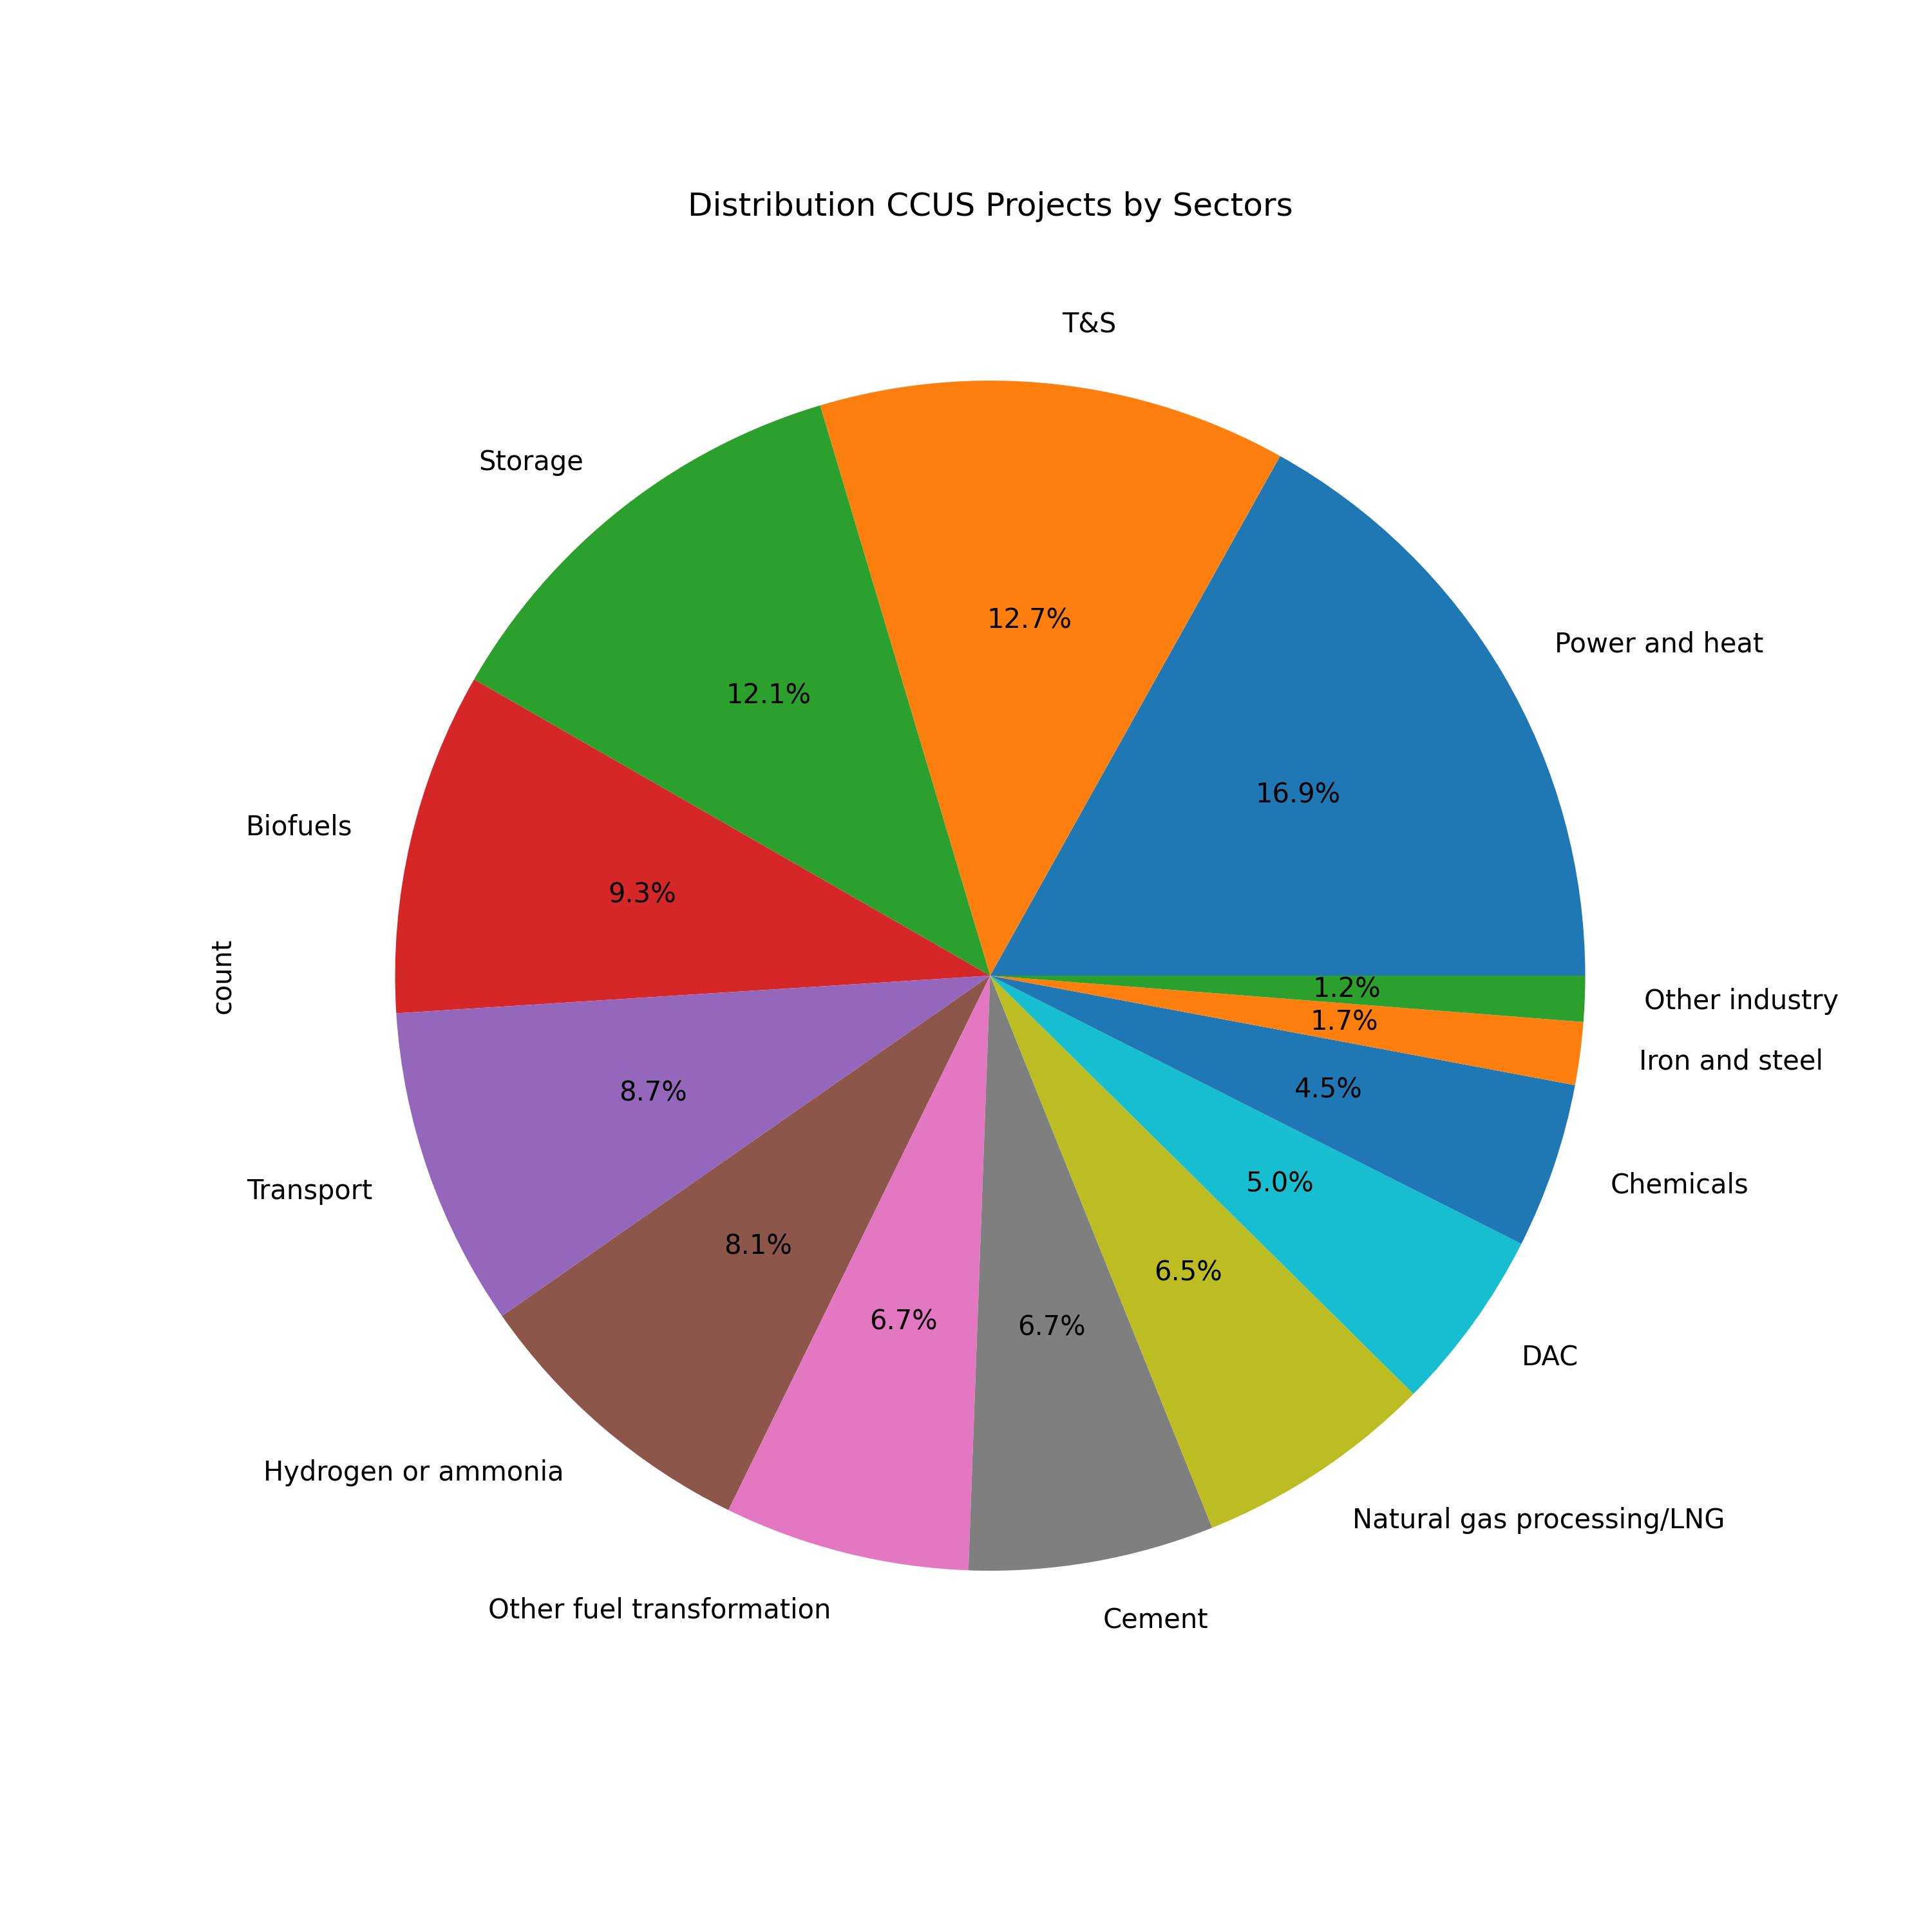 Distribution CCUS Projects by Sectors
T&S
Storage
Power and heat
12.7%
12.1%
16.9%
Biofuels
9.3%
count
1.2%
Other industry
1.7%
Iron and steel
8.7%
4.5%
Transport
5.0%
Chemicals
8.1%
6.5%
6.7%
6.7%
DAC
Hydrogen or ammonia
Natural gas processing/LNG
Other fuel transformation
Cement